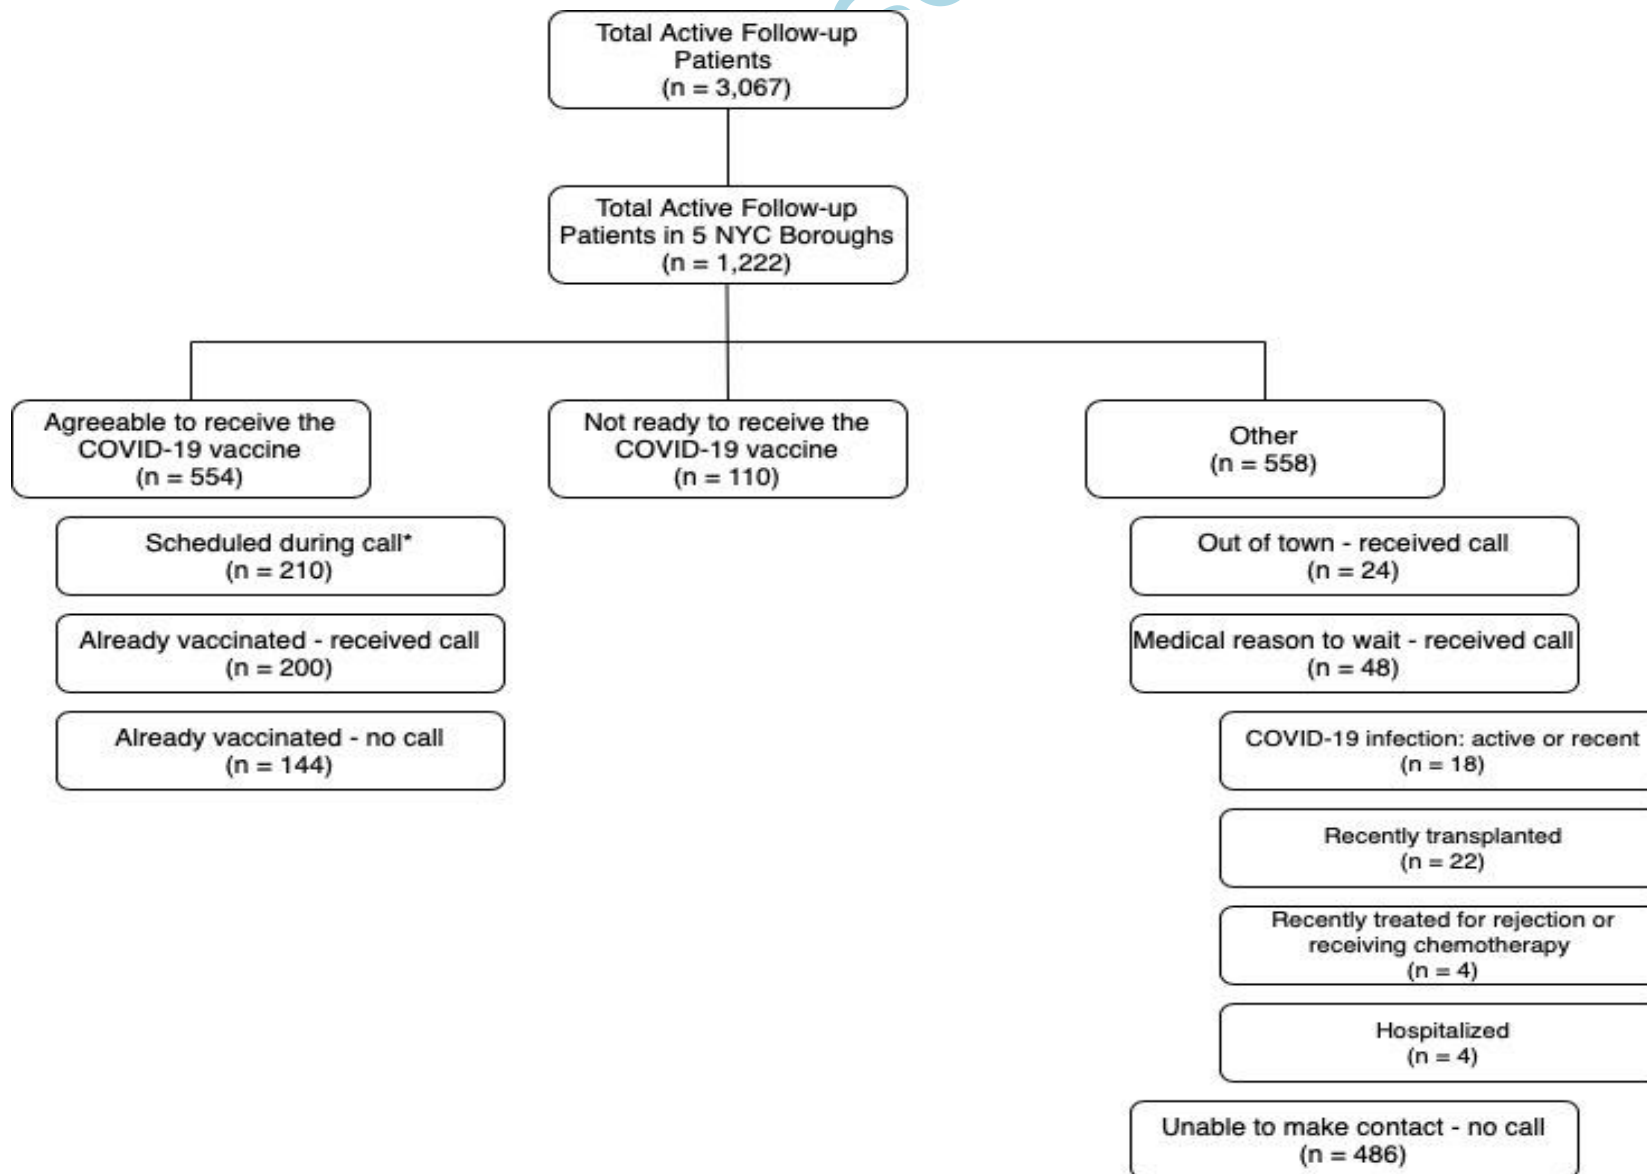 Total Active Follow-up
Patients
(n = 3,067)
Total Active Follow-up
Patients in 5 NYC Boroughs
(n = 1,222)
Agreeable to receive the
COVID-19 vaccine
(n = 554)
Scheduled during call*
(n = 210)
Already vaccinated - received call
(n = 200)
Already vaccinated - no call
(n = 144)
Not ready to receive the
COVID-19 vaccine
(n = 110)
Other
(n = 558)
Out of town - received call
(n = 24)
Medical reason to wait - received call
(n = 48)
COVID-19 infection: active or recent
(n = 18)
Recently transplanted
(n = 22)
Recently treated for rejection or
receiving chemotherapy
(n = 4)
Hospitalized
(n = 4)
Unable to make contact - no call
(n = 486)